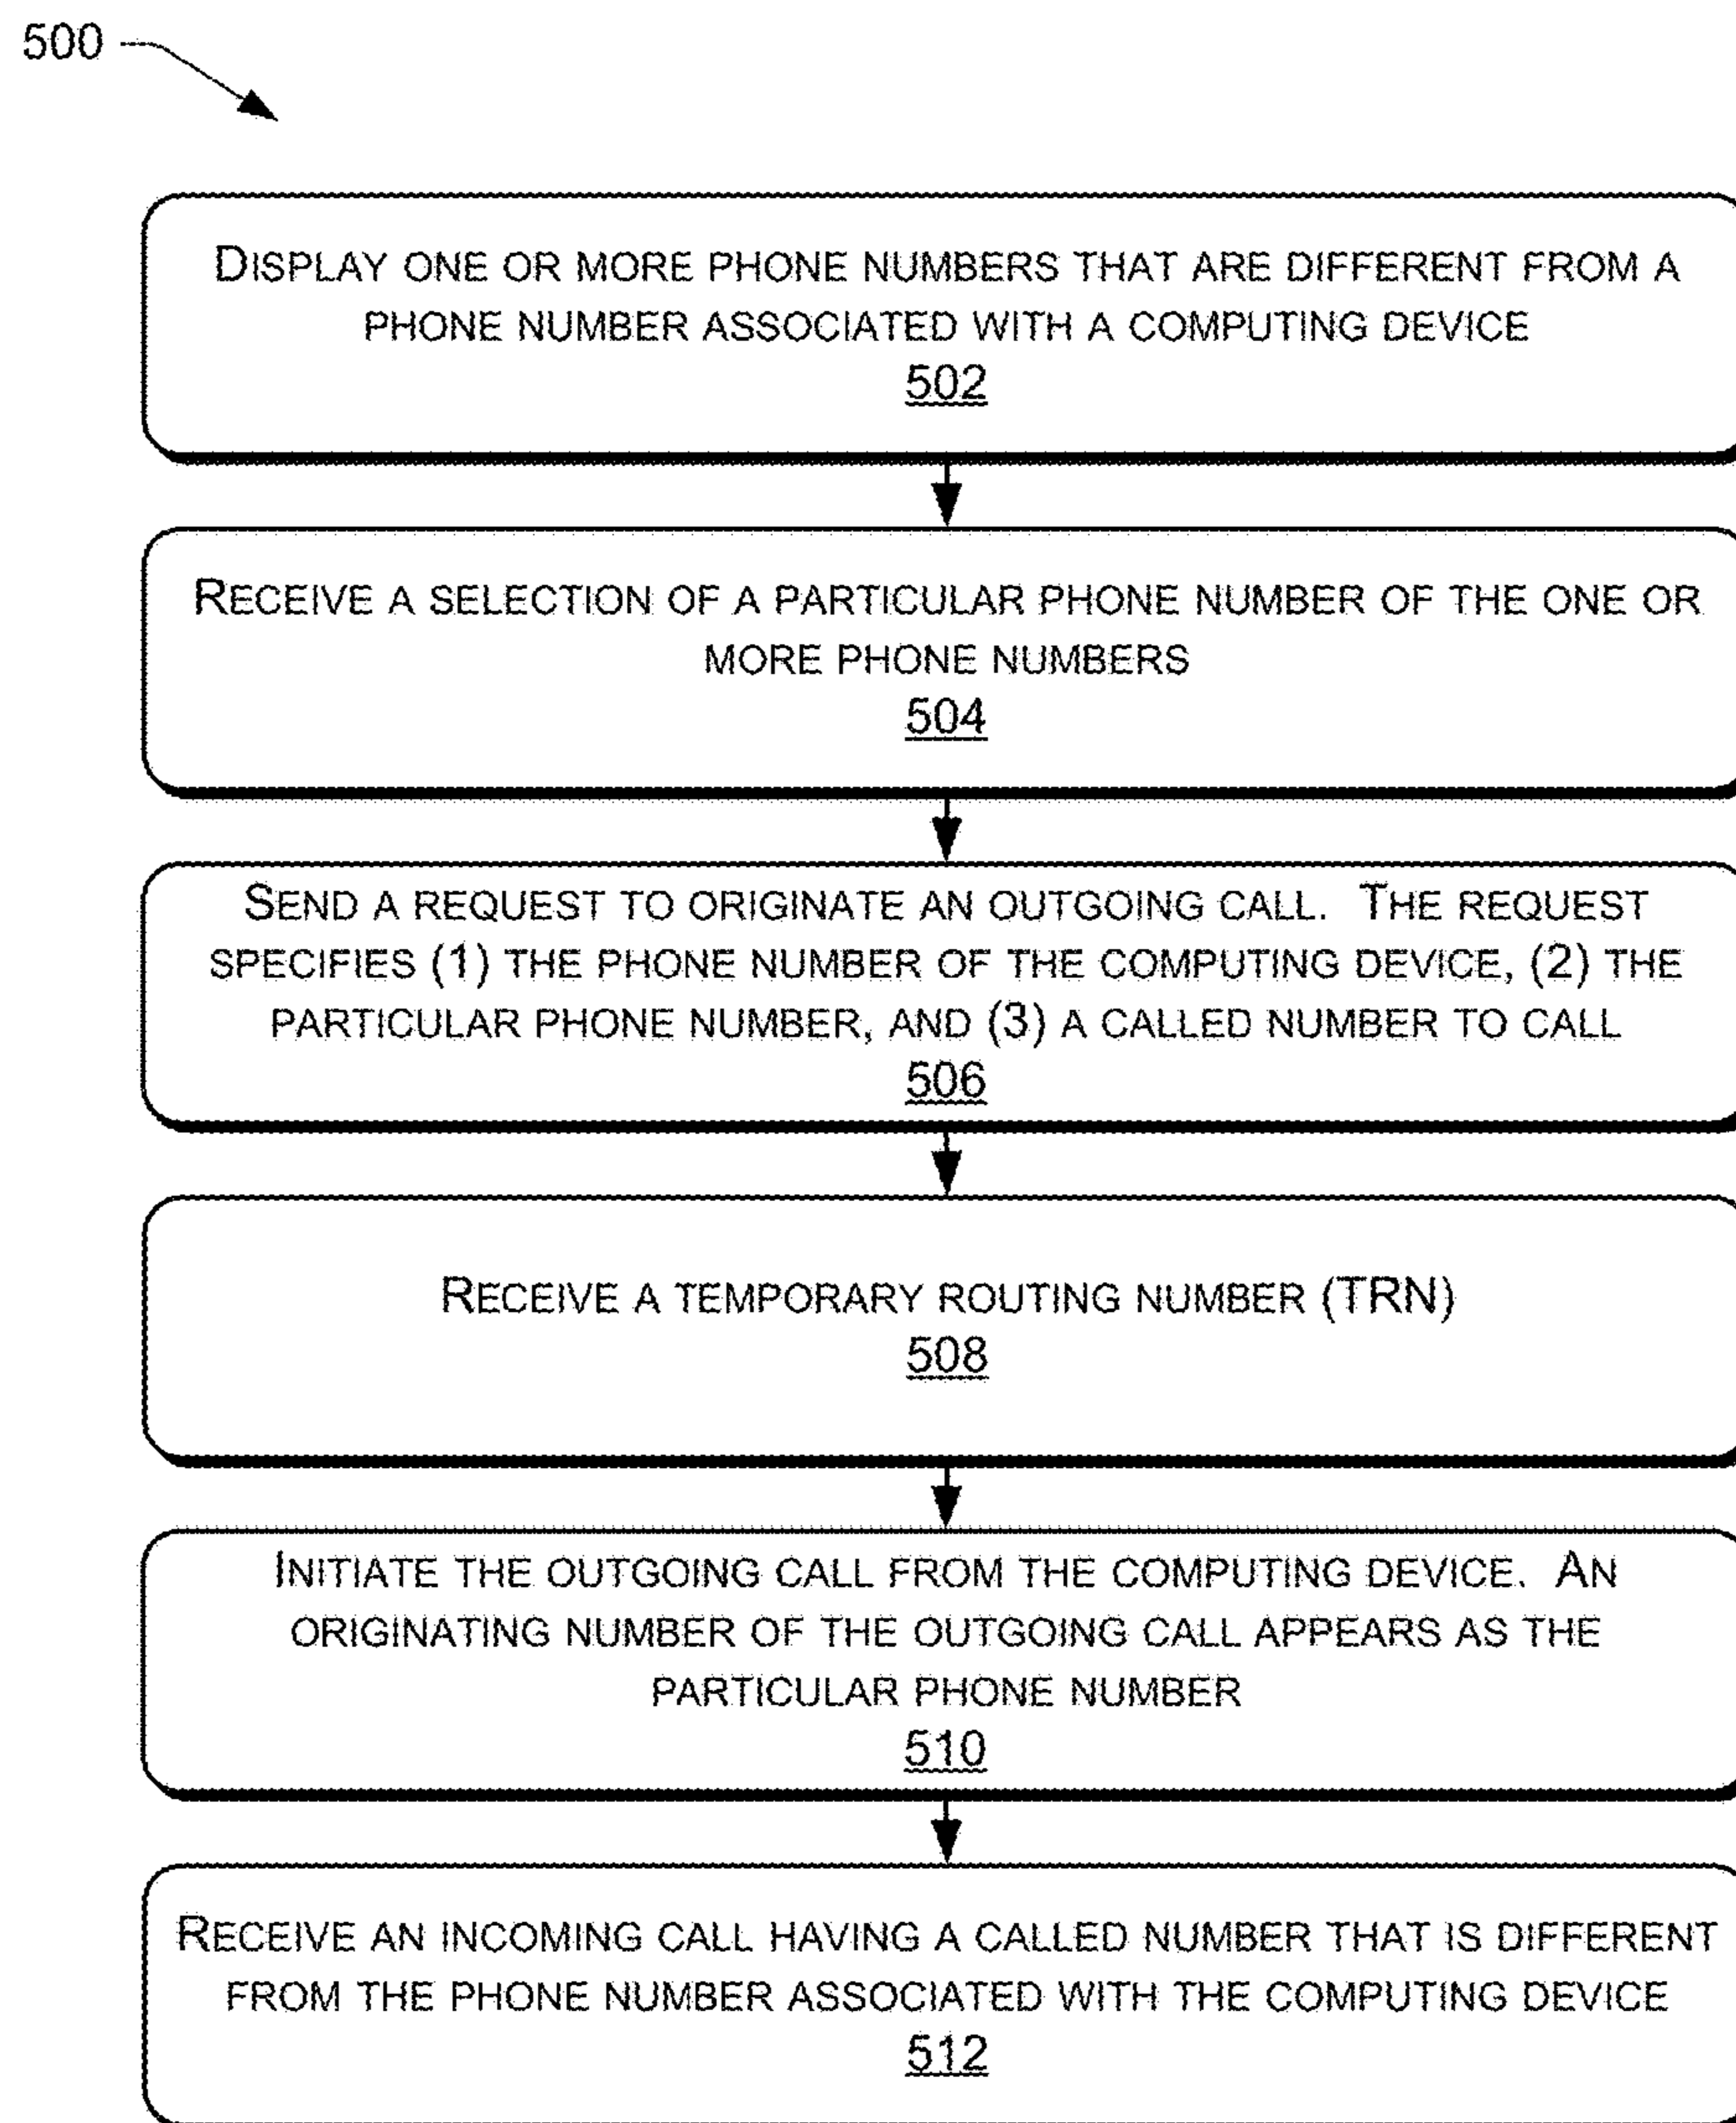 500
DISPLAY ONE OR MORE PHONE NUMBERS THAT ARE DIFFERENT FROM A
PHONE NUMBER ASSOCIATED WITH A COMPUTING DEVICE
502
RECEIVE A SELECTION OF A PARTICULAR PHONE NUMBER OF THE ONE OR
MORE PHONE NUMBERS
504
SEND A REQUEST TO ORIGINATE AN OUTGOING CALL. THE REQUEST
SPECIFIES (1) THE PHONE NUMBER OF THE COMPUTING DEVICE, (2) THE
PARTICULAR PHONE NUMBER, AND (3) A CALLED NUMBER TO CALL
506
RECEIVE A TEMPORARY ROUTING NUMBER (TRN)
508
INITIATE THE OUTGOING CALL FROM THE COMPUTING DEVICE. AN
ORIGINATING NUMBER OF THE OUTGOING CALL APPEARS AS THE
PARTICULAR PHONE NUMBER
510
RECEIVE AN INCOMING CALL HAVING A CALLED NUMBER THAT IS DIFFERENT
FROM THE PHONE NUMBER ASSOCIATED WITH THE COMPUTING DEVICE
512